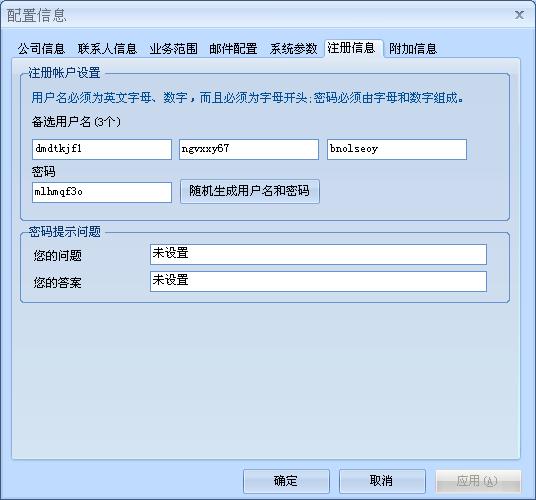 配置信息
公司信息 联系人信息 业务范围 邮件配置 系统参数 注册信息 附加信息
注册帐户设置
用户名必须为英文字母、数字，而且必须为字母开头;密码必须由字母和数字组成。
备选用户名(3个)
dmdtkjf1 ngvxxy67 bnolseoy
密码
mlhmqf3o 随机生成用户名和密码
密码提示问题
您的问题 未设置
您的答案 未设置
确定 取消 应用(A)